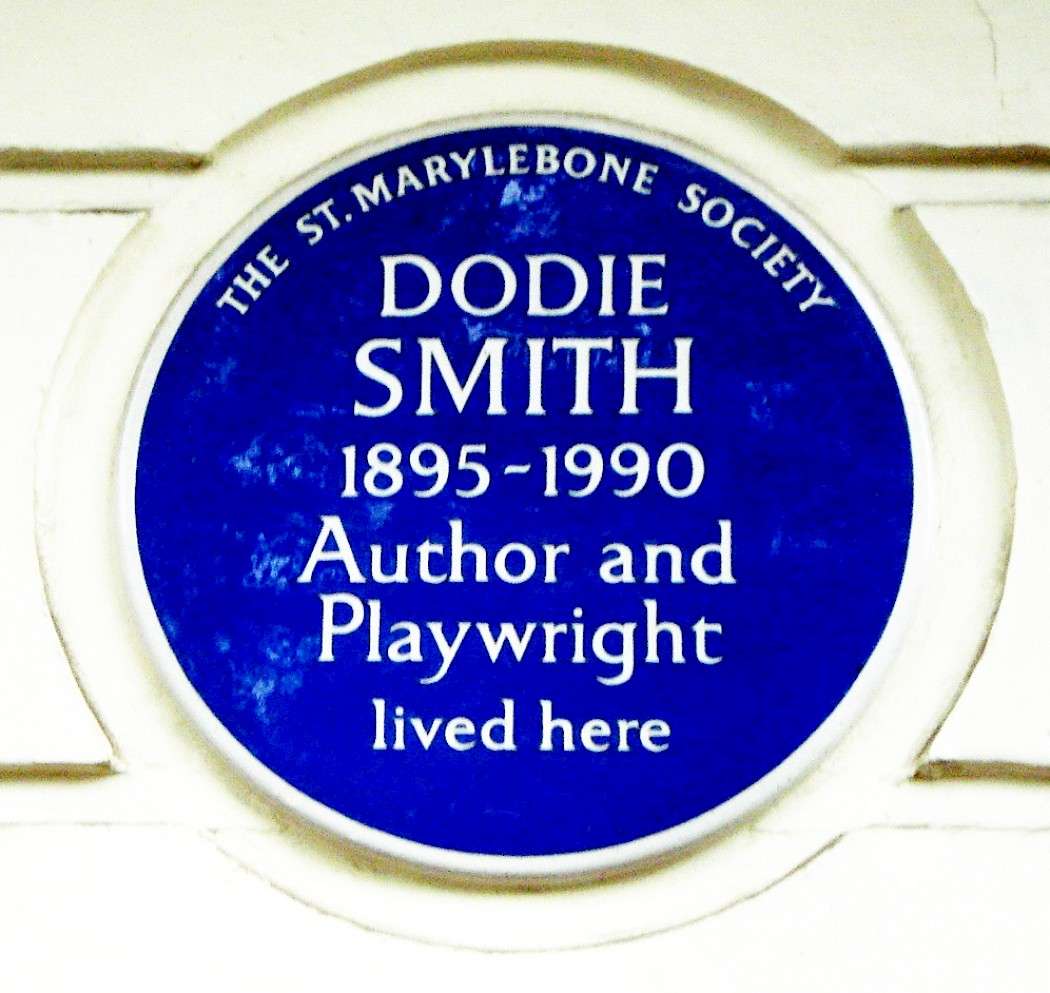 THE ST. MARYLEBONE SOCIETY
DODIE
SMITH
1895-1990
Author and
Playwright
lived here